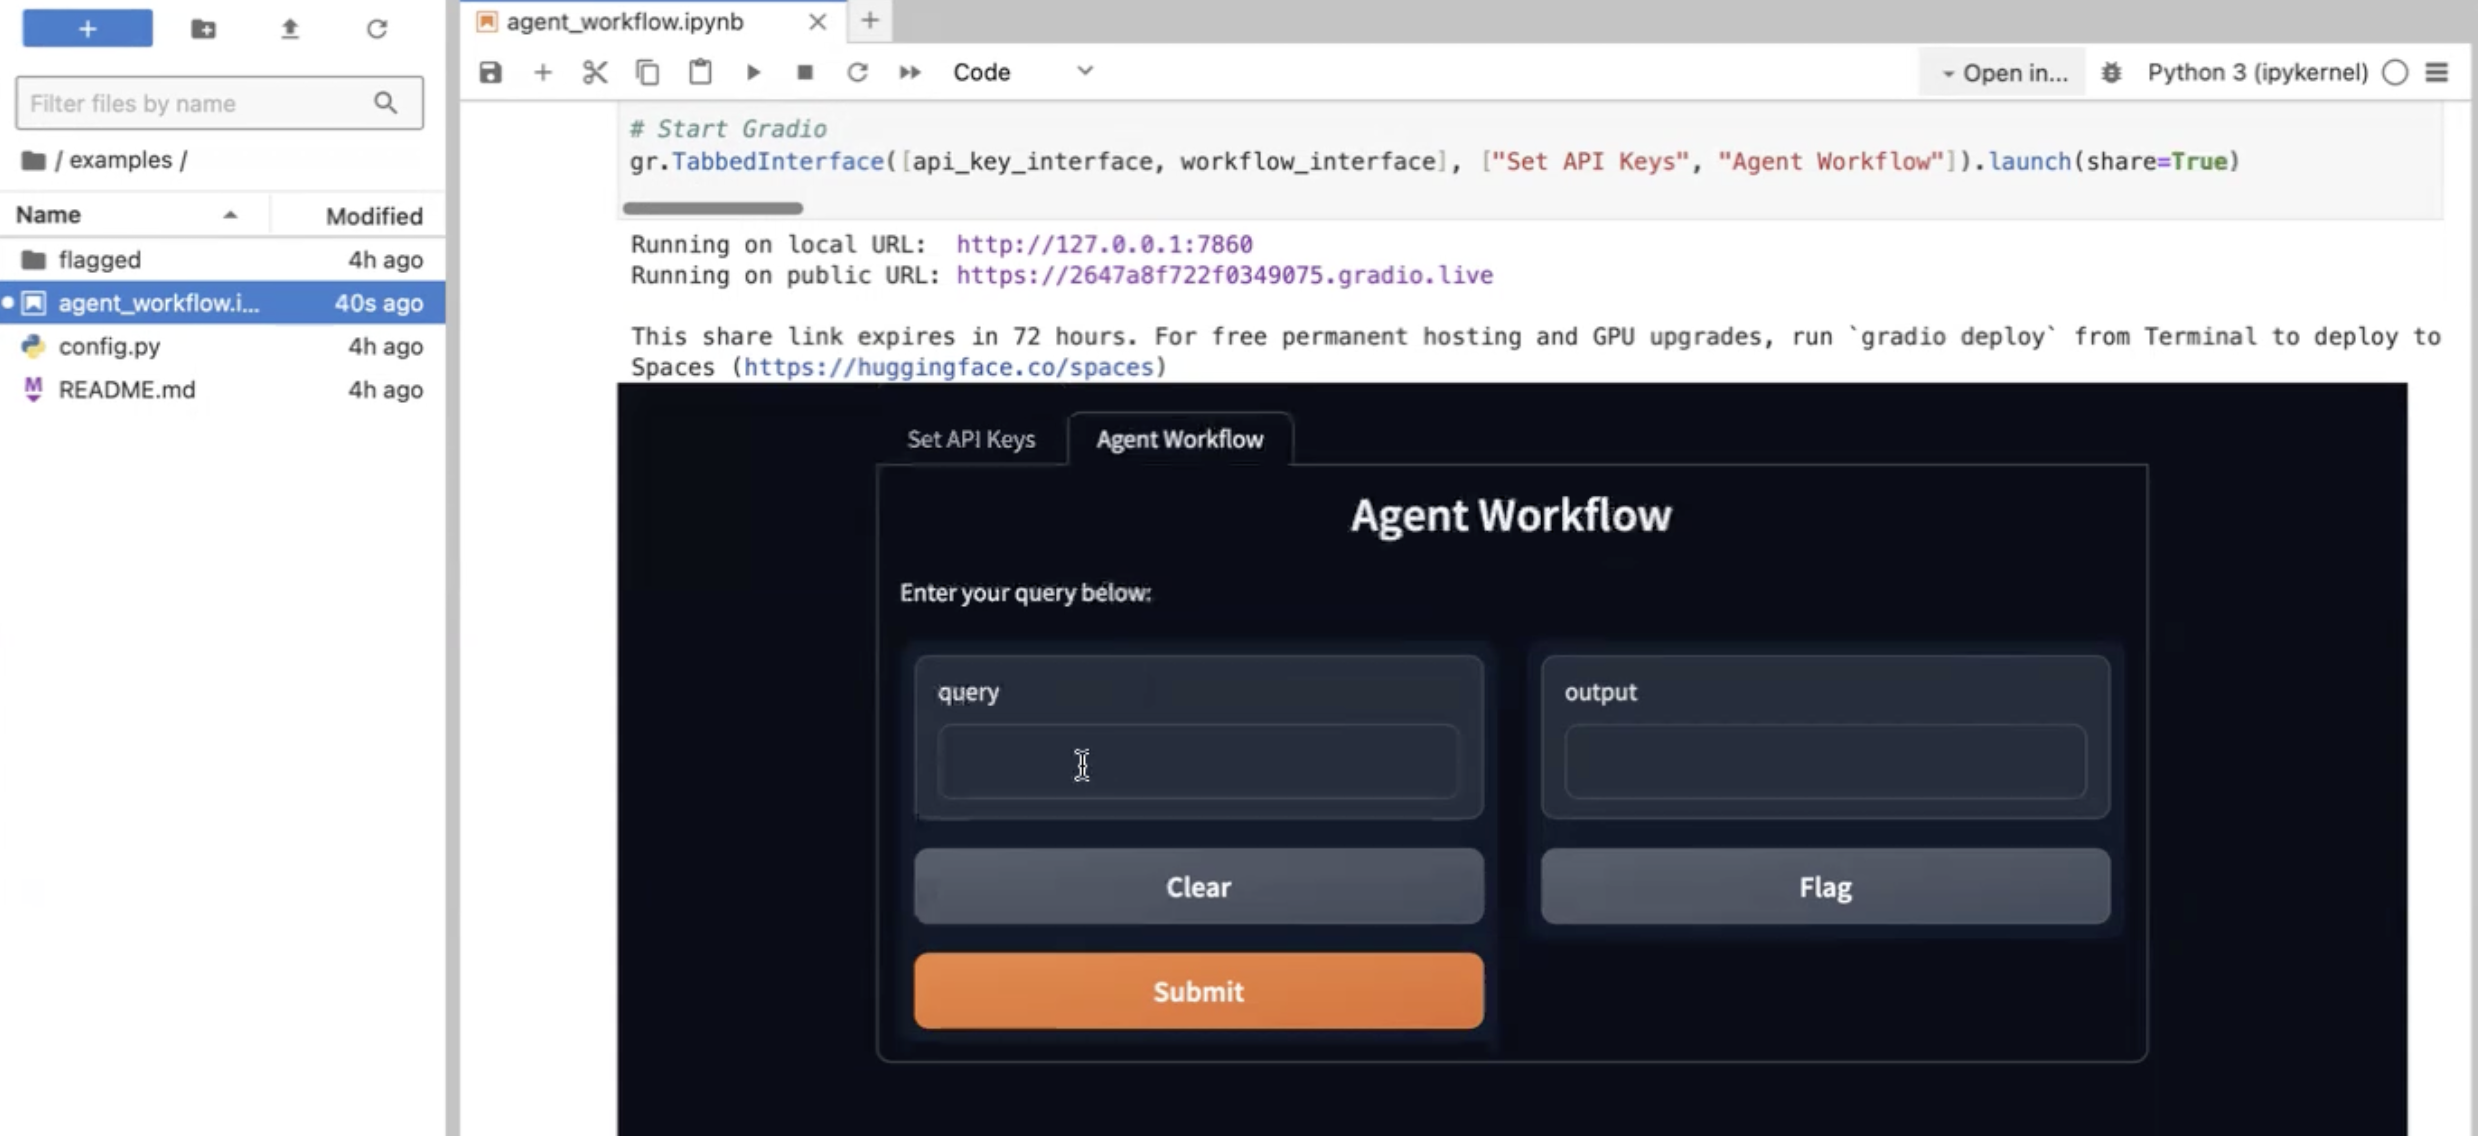 +
Filter files by name
/ examples /
Name Modified
flagged 4h ago
agent_workflow.i... 40s ago
config.py 4h ago
M README.md 4h ago
agent_workflow.ipynb
Code
Open in...
Python 3 (ipykernel)
# Start Gradio
gr.TabbedInterface([api_key_interface, workflow_interface], ["Set API Keys", "Agent Workflow"]).launch(share=True)
Running on local URL: http://127.0.0.1:7860
Running on public URL: https://2647a8f722f0349075.gradio.live
This share link expires in 72 hours. For free permanent hosting and GPU upgrades, run `gradio deploy` from Terminal to deploy to
Spaces (https://huggingface.co/spaces)
Set API Keys
Agent Workflow
Agent Workflow
Enter your query below:
query
output
Clear
Flag
Submit